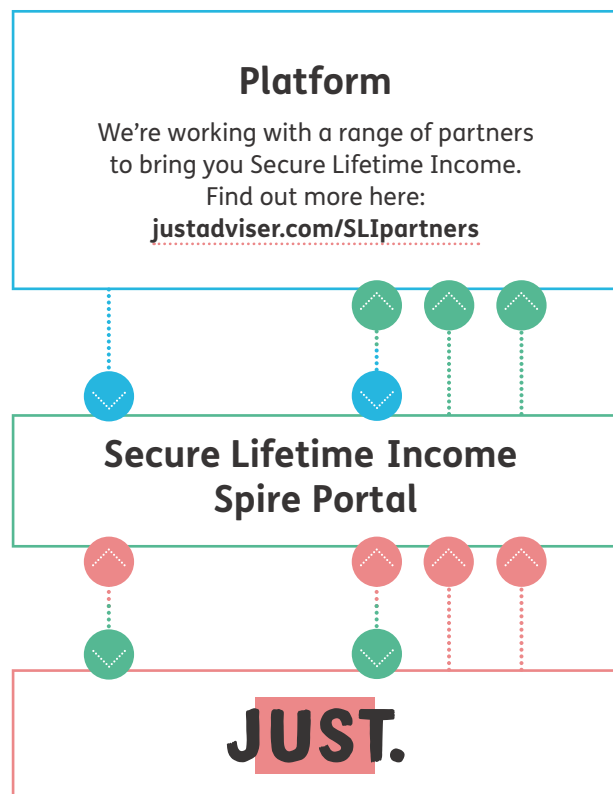 Platform
We’re working with a range of partners
to bring you Secure Lifetime Income.
Find out more here:
justadviser.com/SLIpartners
Secure Lifetime Income
Spire Portal
JUST.